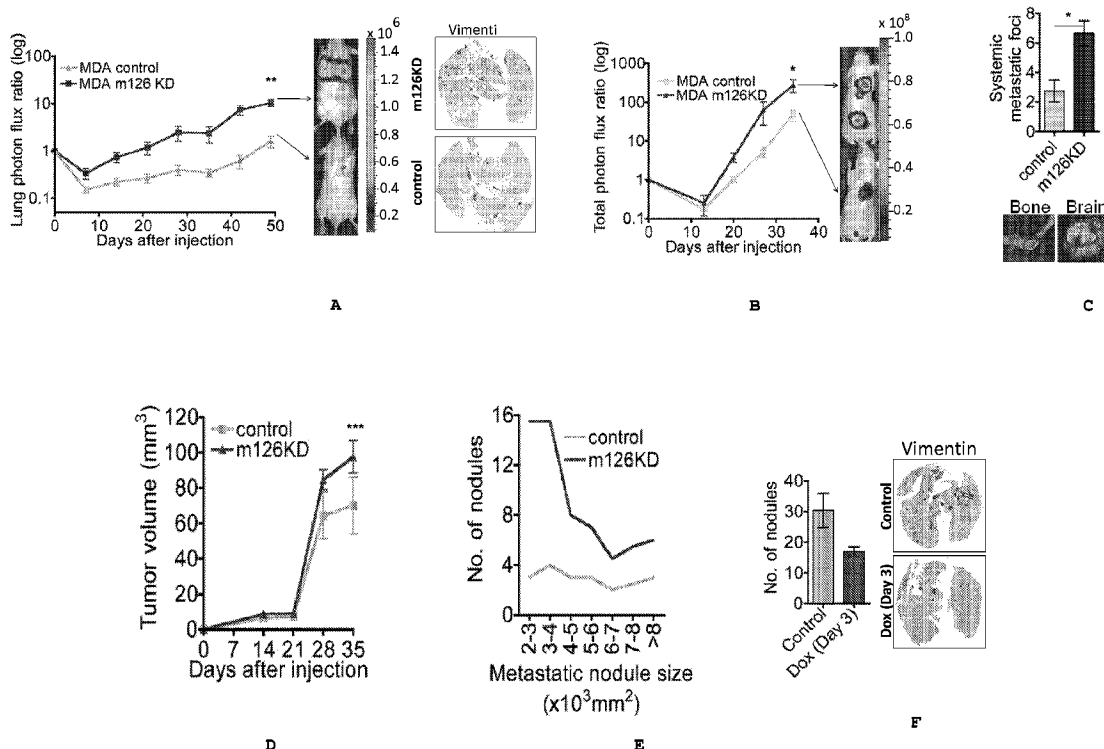 Lung photon flux ratio (log)
100
10
1
0.1
MDA control
MDA m126 KD
**
0 10 20 30 40 50
Days after injection
x 10^6
1.4
1.2
1.0
0.8
0.6
0.4
0.2
Vimenti
m126KD
control
A
Total photon flux ratio (log)
1000
100
10
1
0.1
MDA control
MDA m126KD
*
0 10 20 30 40
Days after injection
x 10^8
1.0
0.8
0.6
0.4
0.2
B
Systemic
metastatic foci
8
6
4
2
0
*
control
m126KD
Bone Brain
C
Tumor volume (mm^3)
120
100
80
60
40
20
0
control
m126KD
***
0 7 14 21 28 35
Days after injection
D
No. of nodules
16
12
8
4
0
control
m126KD
2-3
3-4
4-5
5-6
6-7
7-8
>8
Metastatic nodule size
(x10^3mm^2)
E
No. of nodules
40
30
20
10
0
Control
Dox (Day 3)
Vimentin
Control
Dox (Day 3)
F